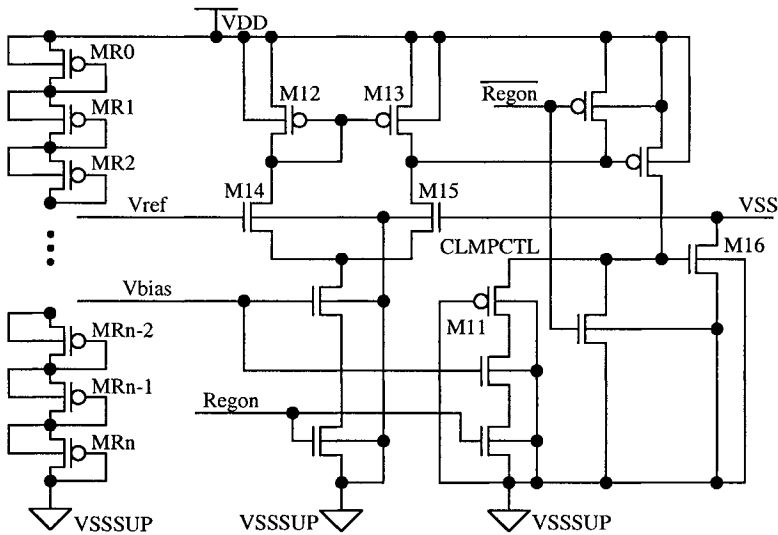 VDD
MR0
M12
M13
Regon
MR1
MR2
M14
M15
Vref
VSS
CLMPCTL
M16
Vbias
M11
MRn-2
MRn-1
Regon
MRn
VSSSUP
VSSSUP
VSSSUP